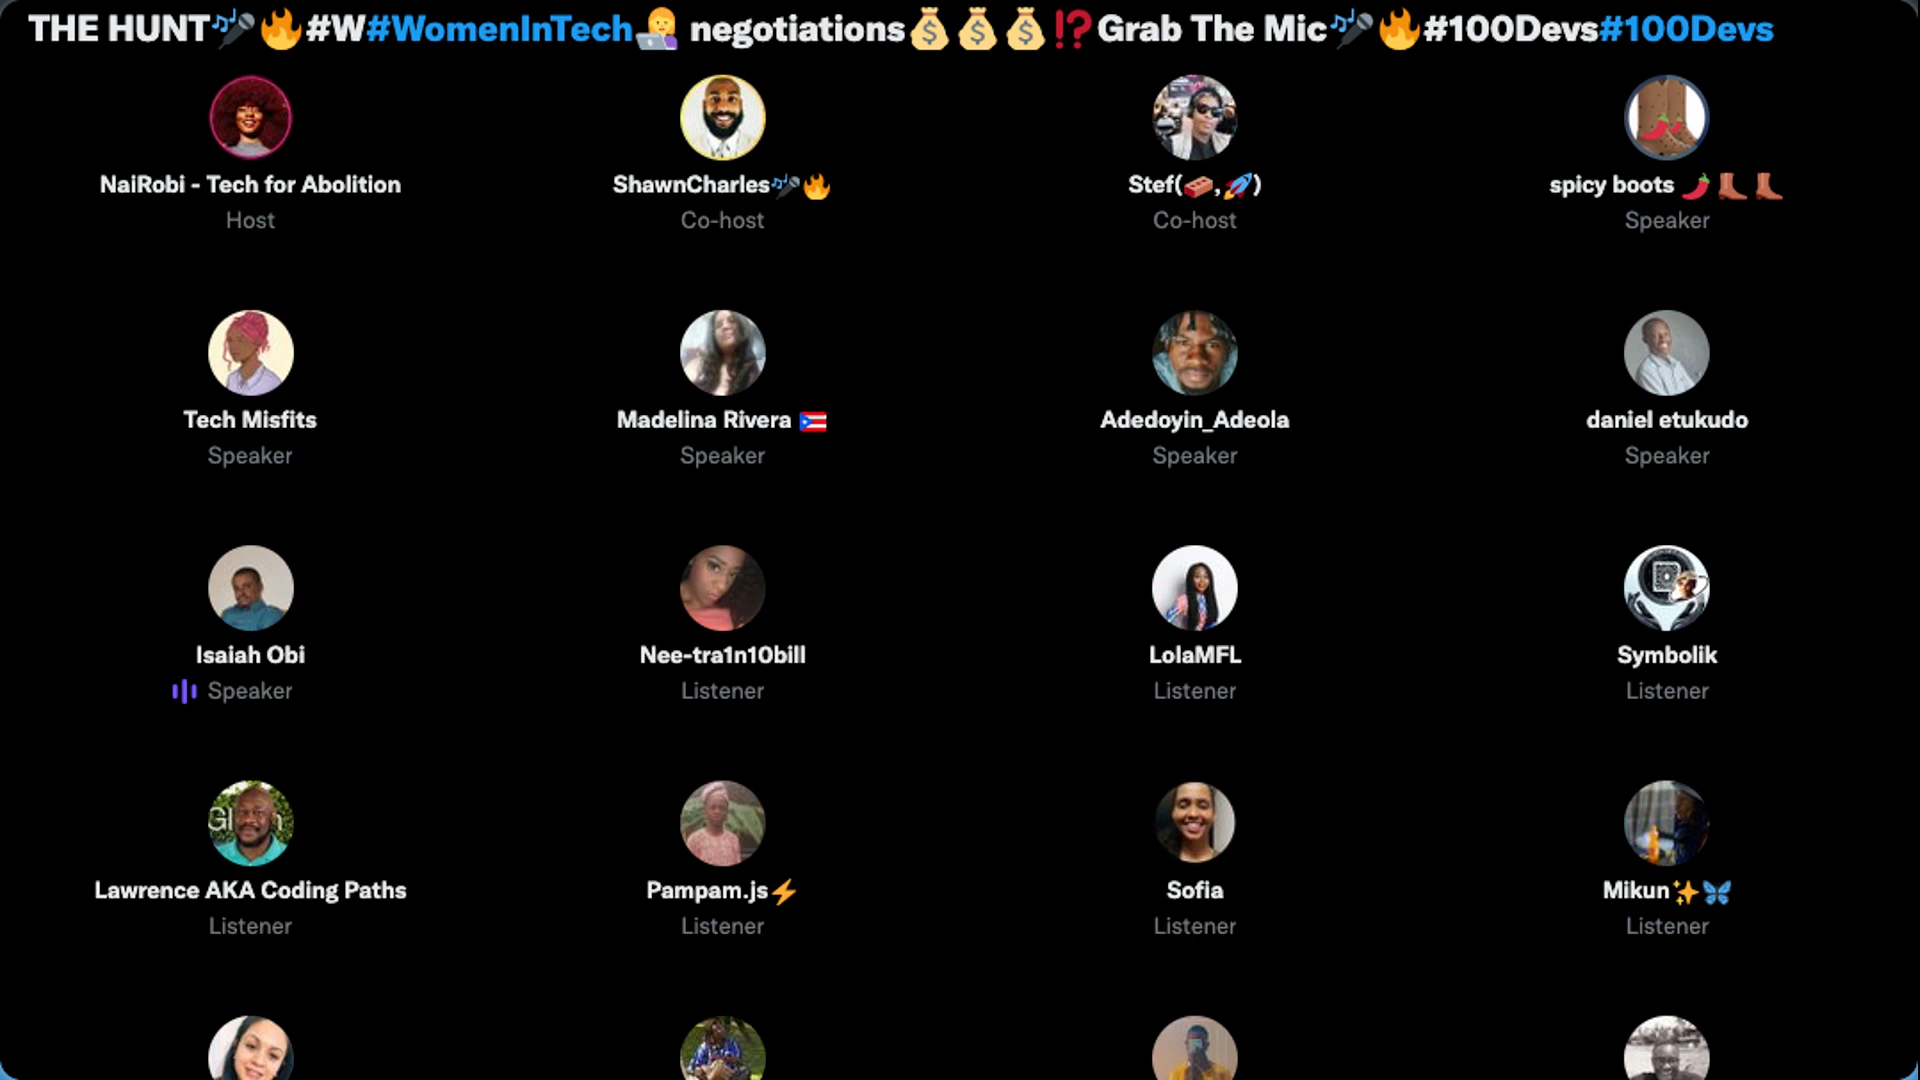 THE HUNT🎤🔥#W#WomenInTech👩‍💻 negotiations💰💰💰⁉️Grab The Mic🎤🔥#100Devs#100Devs
NaiRobi - Tech for Abolition
Host
ShawnCharles🎤🔥
Co-host
Stef(🧱,🚀)
Co-host
spicy boots 🌶️👢👢
Speaker
Tech Misfits
Speaker
Madelina Rivera 🇵🇷
Speaker
Adedoyin_Adeola
Speaker
daniel etukudo
Speaker
Isaiah Obi
Speaker
Nee-tra1n10bill
Listener
LolaMFL
Listener
Symbolik
Listener
Lawrence AKA Coding Paths
Listener
Pampam.js⚡
Listener
Sofia
Listener
Mikun✨🦋
Listener